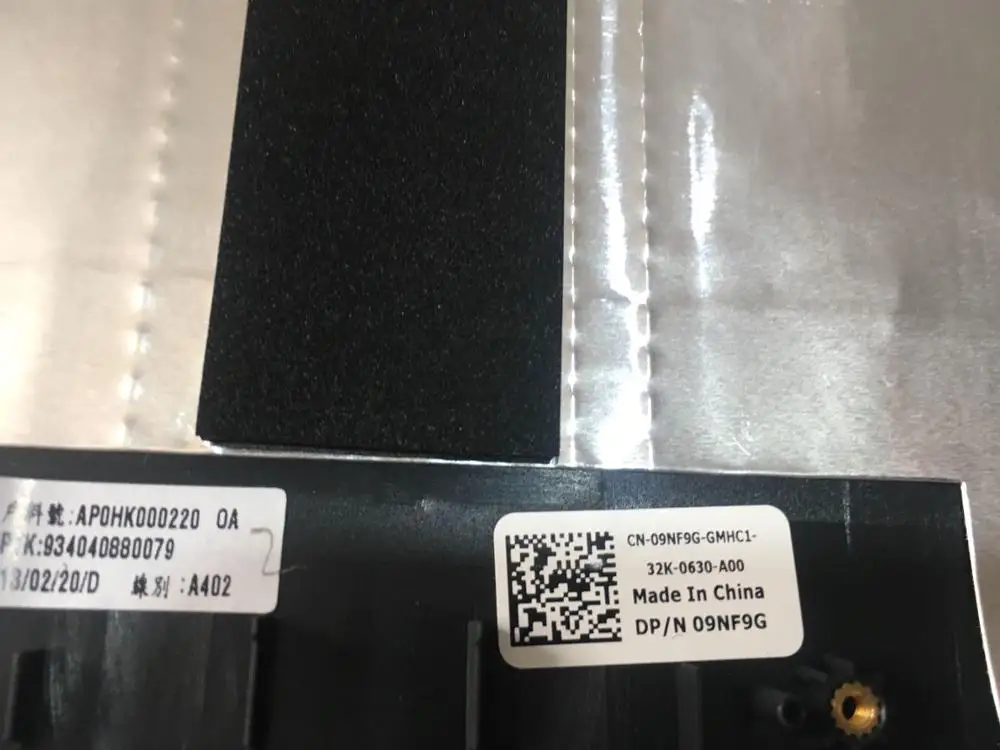 料號:AP0HK000220 0A
P/K:934040880079
13/02/20/D 線別:A402
2
CN-09NF9G-GMHC1-
32K-0630-A00
Made In China
DP/N 09NF9G